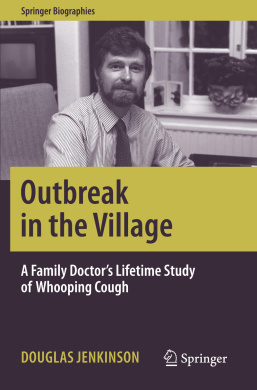 Springer Biographies
Outbreak
in the Village
A Family Doctor's Lifetime Study
of Whooping Cough
DOUGLAS JENKINSON
Springer